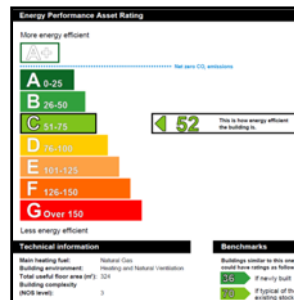 Energy Performance Asset Rating
More energy efficient
A+
Net zero CO₂ emissions
A 0-25
B 26-50
C 51-75
52 This is how energy efficient
the building is.
D 76-100
E 101-125
F 126-150
G Over 150
Less energy efficient
Technical information
Main heating fuel: Natural Gas
Building environment: Heating and Natural Ventilation
Total useful floor area (m²): 324
Building complexity
(NOS level): 3
Benchmarks
Buildings similar to this one
could have ratings as follows
36 If newly built
70 If typical of the
existing stock